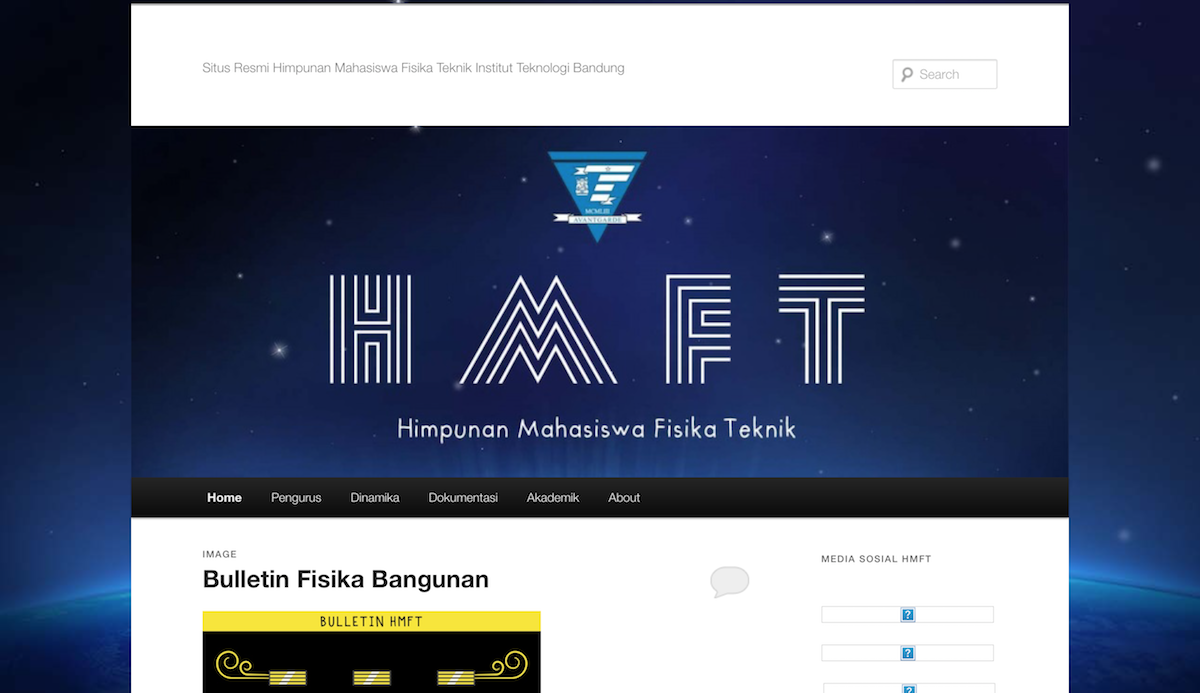 Situs Resmi Himpunan Mahasiswa Fisika Teknik Institut Teknologi Bandung
Search
MCMLIII
AVANTGARDE
HMFT
Himpunan Mahasiswa Fisika Teknik
Home Pengurus Dinamika Dokumentasi Akademik About
IMAGE
Bulletin Fisika Bangunan
MEDIA SOSIAL HMFT
BULLETIN HMFT
?
?
?